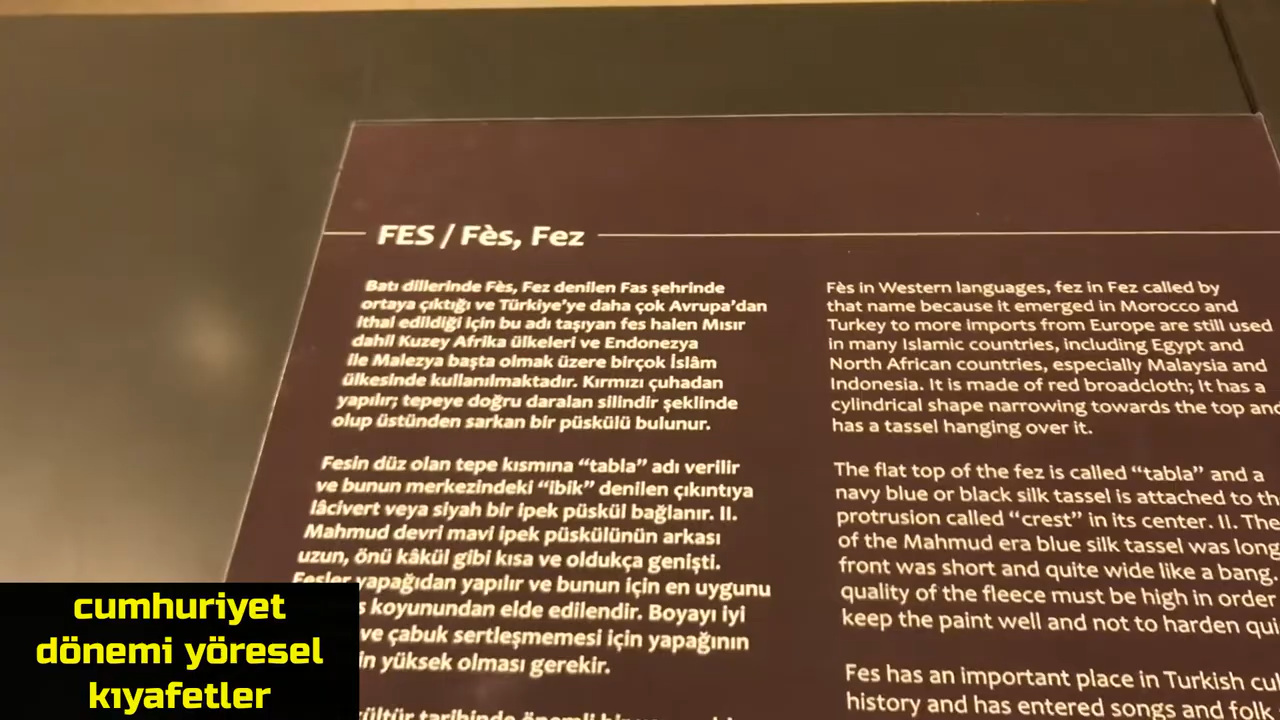 FES / Fès, Fez
Batı dillerinde Fès, Fez denilen Fas şehrinde
ortaya çıktığı ve Türkiye'ye daha çok Avrupa'dan
ithal edildiği için bu adı taşıyan fes halen Mısır
dahil Kuzey Afrika ülkeleri ve Endonezya
ile Malezya başta olmak üzere birçok İslâm
ülkesinde kullanılmaktadır. Kırmızı çuhadan
yapılır; tepeye doğru daralan silindir şeklinde
olup üstünden sarkan bir püskülü bulunur.
Fesin düz olan tepe kısmına “tabla” adı verilir
ve bunun merkezindeki “ibik” denilen çıkıntıya
lâcivert veya siyah bir ipek püskül bağlanır. II.
Mahmud devri mavi ipek püskülünün arkası
uzun, önü kâkül gibi kısa ve oldukça genişti.
Fesler yapağıdan yapılır ve bunun için en uygunu
koyunundan elde edilendir. Boyayı iyi
ve çabuk sertleşmemesi için yapağının
yüksek olması gerekir.
tarihinde önemli bir
Fès in Western languages, fez in Fez called by
that name because it emerged in Morocco and
Turkey to more imports from Europe are still used
in many Islamic countries, including Egypt and
North African countries, especially Malaysia and
Indonesia. It is made of red broadcloth; It has a
cylindrical shape narrowing towards the top and
has a tassel hanging over it.
The flat top of the fez is called “tabla” and a
navy blue or black silk tassel is attached to th
protrusion called “crest” in its center. II. The
of the Mahmud era blue silk tassel was long
front was short and quite wide like a bang.
quality of the fleece must be high in order
keep the paint well and not to harden qui
Fes has an important place in Turkish cul
history and has entered songs and folk
cumhuriyet
dönemi yöresel
kıyafetler